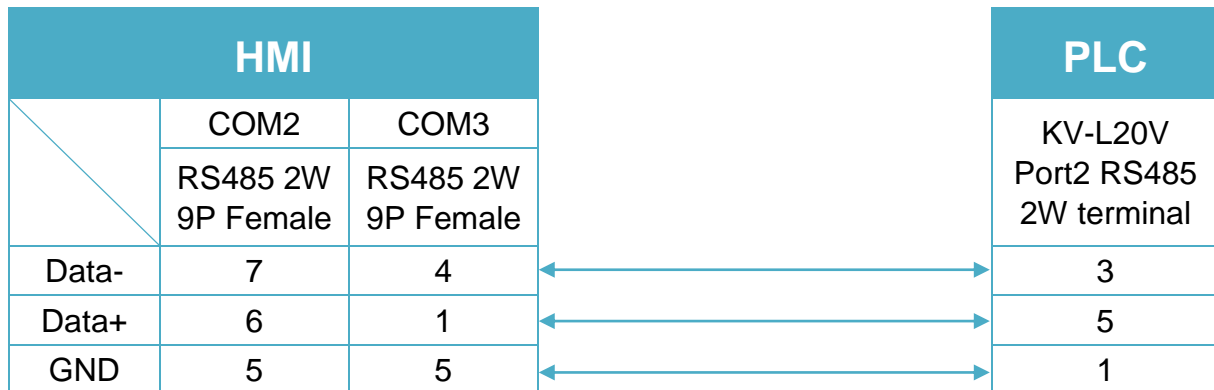 HMI PLC
COM2 COM3
RS485 2W 9P Female RS485 2W 9P Female
KV-L20V
Port2 RS485
2W terminal
Data- 7 4 3
Data+ 6 1 5
GND 5 5 1